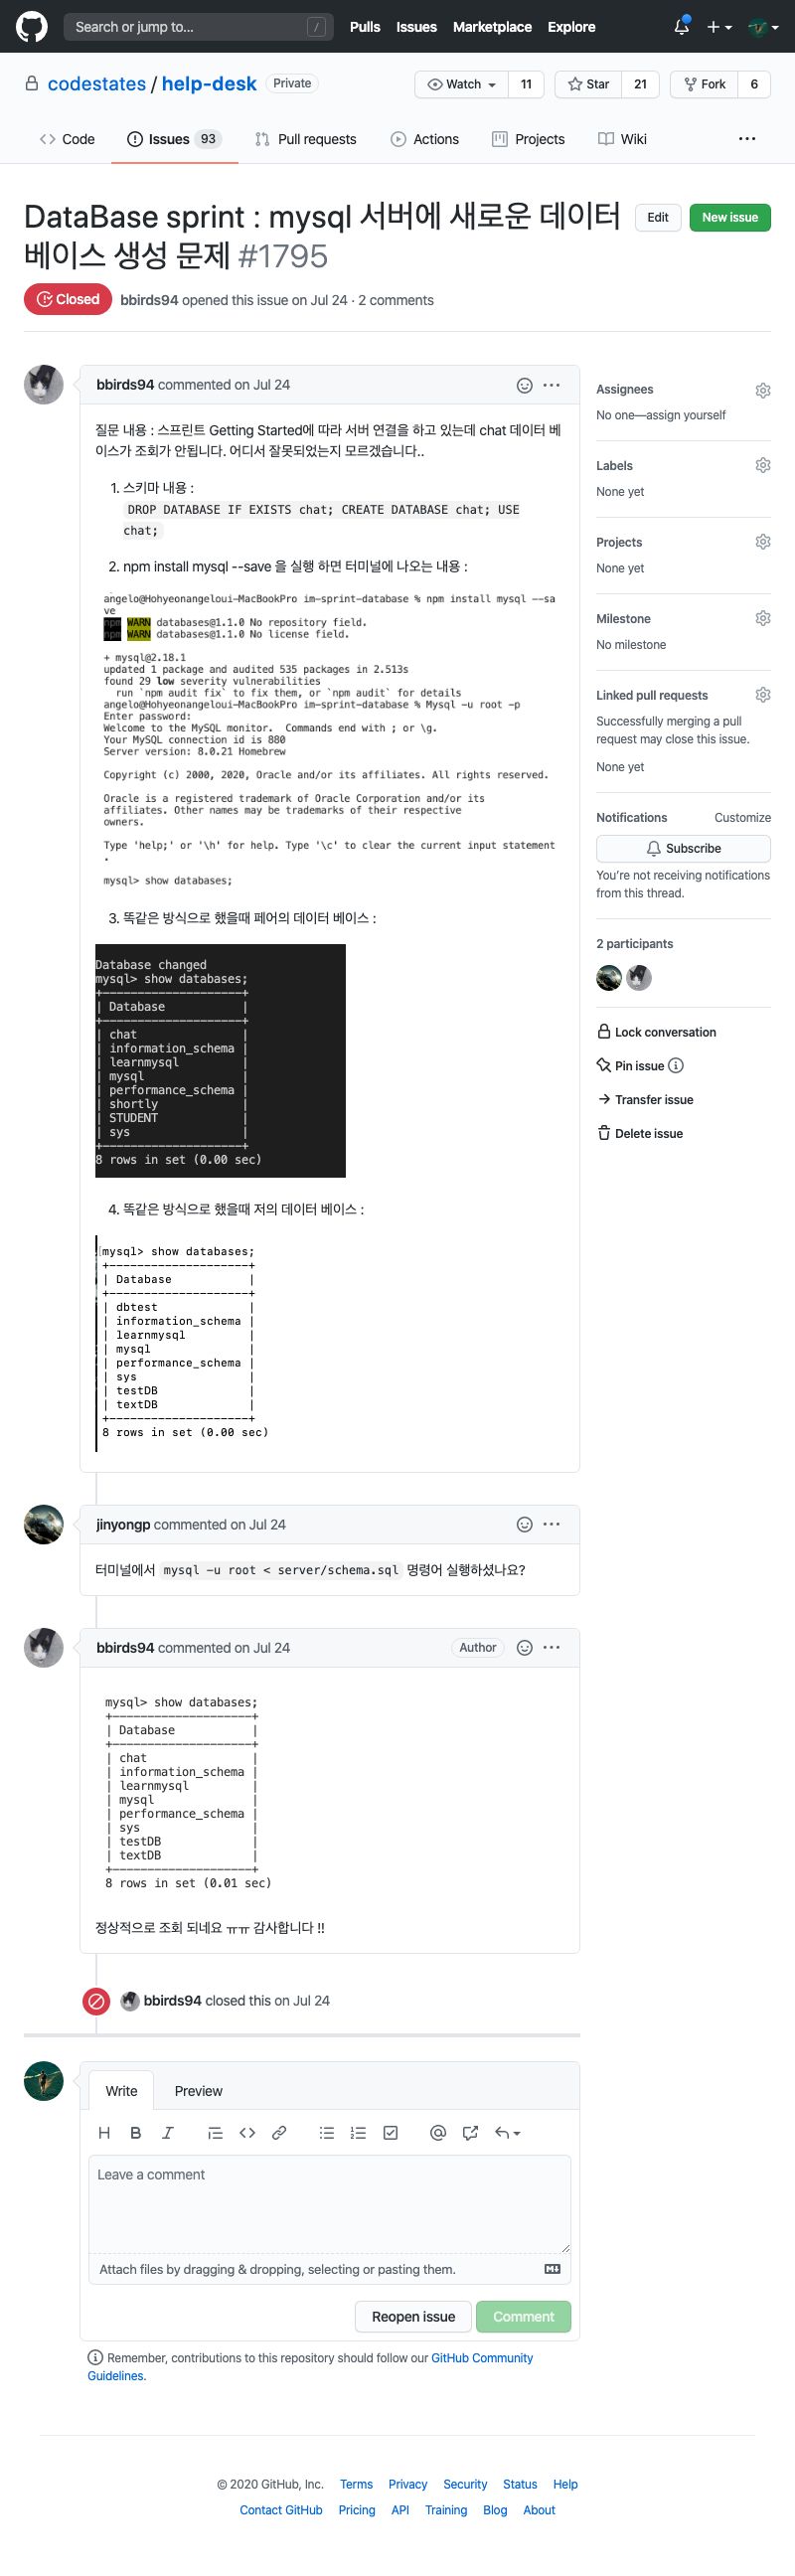 Search or jump to... / Pulls Issues Marketplace Explore
codestates / help-desk Private Watch 11 Star 21 Fork 6
Code Issues 93 Pull requests Actions Projects Wiki ...
DataBase sprint : mysql 서버에 새로운 데이터
베이스 생성 문제 #1795
Edit New issue
Closed bbirds94 opened this issue on Jul 24 · 2 comments
bbirds94 commented on Jul 24
질문 내용 : 스프린트 Getting Started에 따라 서버 연결을 하고 있는데 chat 데이터 베
이스가 조회가 안됩니다. 어디서 잘못되었는지 모르겠습니다..
1. 스키마 내용 :
DROP DATABASE IF EXISTS chat; CREATE DATABASE chat; USE
chat;
2. npm install mysql --save 을 실행 하면 터미널에 나오는 내용 :
angelo@Hohyeonangeloui-MacBookPro im-sprint-database % npm install mysql --sa
ve
npm WARN databases@1.1.0 No repository field.
npm WARN databases@1.1.0 No license field.
+ mysql@2.18.1
updated 1 package and audited 535 packages in 2.513s
found 29 low severity vulnerabilities
run `npm audit fix` to fix them, or `npm audit` for details
angelo@Hohyeonangeloui-MacBookPro im-sprint-database % Mysql -u root -p
Enter password:
Welcome to the MySQL monitor.  Commands end with ; or \g.
Your MySQL connection id is 880
Server version: 8.0.21 Homebrew
Copyright (c) 2000, 2020, Oracle and/or its affiliates. All rights reserved.
Oracle is a registered trademark of Oracle Corporation and/or its
affiliates. Other names may be trademarks of their respective
owners.
Type 'help;' or '\h' for help. Type '\c' to clear the current input statement
.
mysql> show databases;
3. 똑같은 방식으로 했을때 페어의 데이터 베이스 :
Database changed
mysql> show databases;
+--------------------+
| Database           |
+--------------------+
| chat               |
| information_schema |
| learnmysql         |
| mysql              |
| performance_schema |
| shortly            |
| STUDENT            |
| sys                |
+--------------------+
8 rows in set (0.00 sec)
4. 똑같은 방식으로 했을때 저의 데이터 베이스 :
[mysql> show databases;
+--------------------+
| Database           |
+--------------------+
| dbtest             |
| information_schema |
| learnmysql         |
| mysql              |
| performance_schema |
| sys                |
| testDB             |
| textDB             |
+--------------------+
8 rows in set (0.00 sec)
jinyongp commented on Jul 24
터미널에서 mysql -u root < server/schema.sql 명령어 실행하셨나요?
bbirds94 commented on Jul 24 Author
mysql> show databases;
+--------------------+
| Database           |
+--------------------+
| chat               |
| information_schema |
| learnmysql         |
| mysql              |
| performance_schema |
| sys                |
| testDB             |
| textDB             |
+--------------------+
8 rows in set (0.01 sec)
정상적으로 조회 되네요 ㅠㅠ 감사합니다 !!
bbirds94 closed this on Jul 24
Assignees
No one—assign yourself
Labels
None yet
Projects
None yet
Milestone
No milestone
Linked pull requests
Successfully merging a pull
request may close this issue.
None yet
Notifications Customize
Subscribe
You're not receiving notifications
from this thread.
2 participants
Lock conversation
Pin issue
Transfer issue
Delete issue
Write Preview
H B I
Leave a comment
Attach files by dragging & dropping, selecting or pasting them.
Reopen issue Comment
Remember, contributions to this repository should follow our GitHub Community
Guidelines.
© 2020 GitHub, Inc. Terms Privacy Security Status Help
Contact GitHub Pricing API Training Blog About